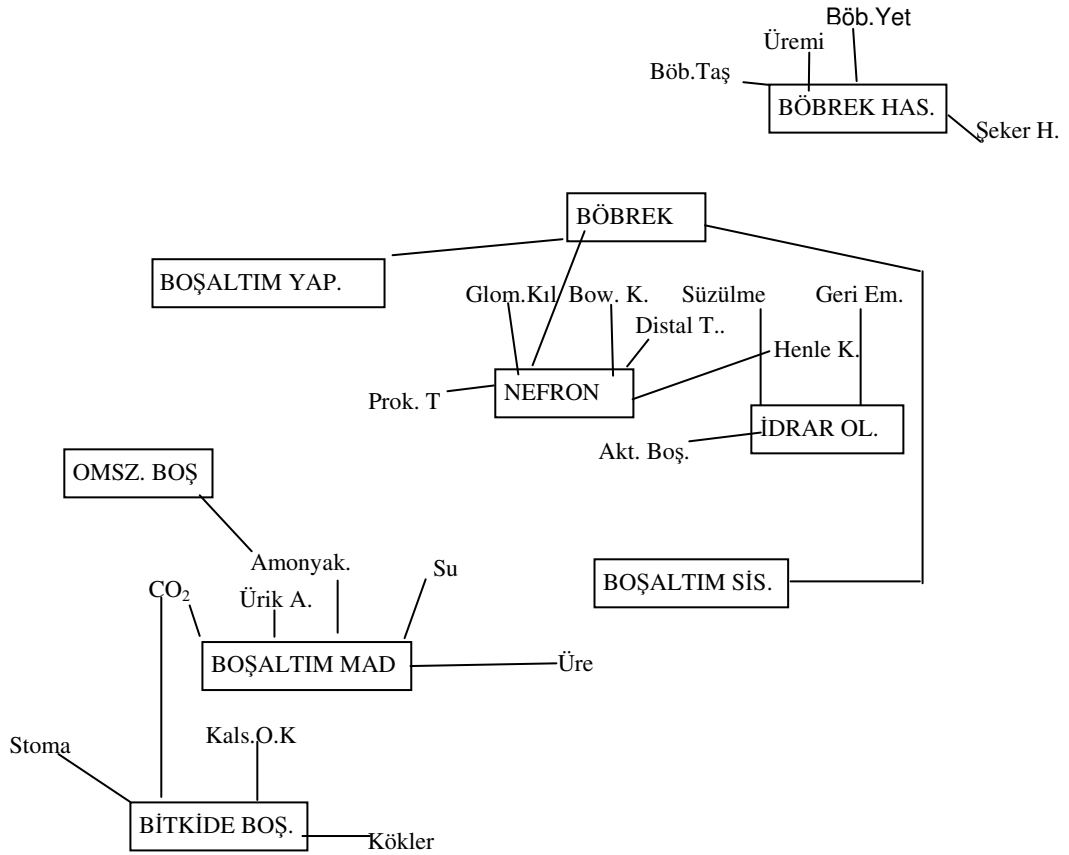 Böb.Yet
Üremi
Böb.Taş
BÖBREK HAS.
Şeker H.
BÖBREK
BOŞALTIM YAP.
Glom.Kıl Bow. K. Süzülme Geri Em.
Distal T..
Henle K.
NEFRON
Prok. T
İDRAR OL.
Akt. Boş.
OMSZ. BOŞ
Amonyak.
Su
BOŞALTIM SİS.
CO₂
Ürik A.
BOŞALTIM MAD
Üre
Kals.O.K
Stoma
BİTKİDE BOŞ.
Kökler